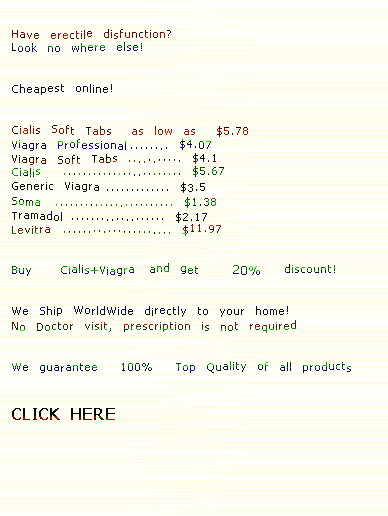 Have erectile disfunction?
Look no where else!
Cheapest online!
Cialis Soft Tabs as low as $5.78
Viagra Professional....... $4.07
Viagra Soft Tabs .......... $4.1
Cialis ...................... $5.67
Generic Viagra ............ $3.5
Soma ...................... $1.38
Tramadol ................. $2.17
Levitra .................... $11.97
Buy Cialis+Viagra and get 20% discount!
We Ship WorldWide directly to your home!
No Doctor visit, prescription is not required
We guarantee 100% Top Quality of all products
CLICK HERE